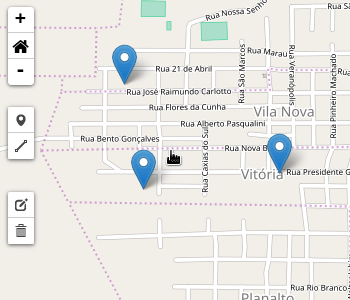 +
-
Rua Nossa Senho
Rua Marau
Rua 21 de Abril
Rua José Raimundo Carlotto
Rua Flores da Cunha
Rua São Marcos
Rua Veranópolis
Rua Pinheiro Machado
Vila Nova
Rua Alberto Pasqualini
Rua Bento Gonçalves
Rua Caxias do Sul
Rua Nova B
Vitória
Rua Presidente G
Rua Rio Branco
Planalto